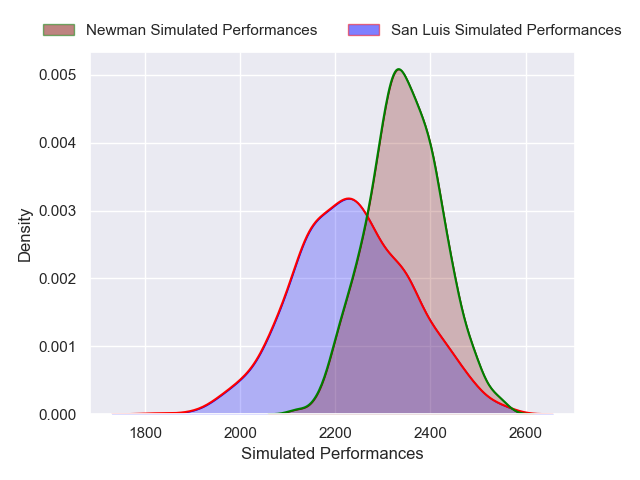 Newman Simulated Performances San Luis Simulated Performances
0.005
0.004
0.003
0.002
0.001
0.000
Density
1800 2000 2200 2400 2600
Simulated Performances